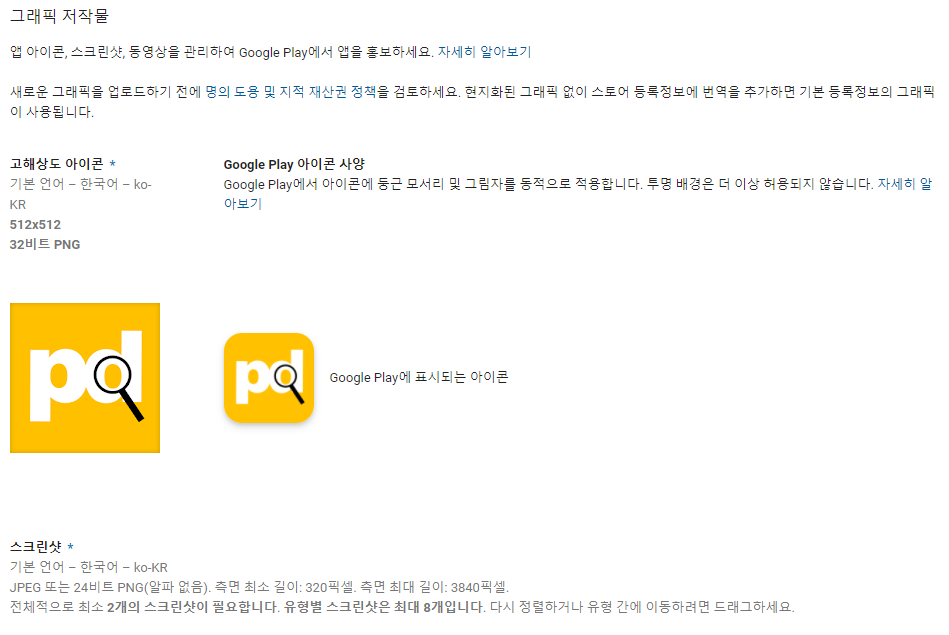 그래픽 저작물
앱 아이콘, 스크린샷, 동영상을 관리하여 Google Play에서 앱을 홍보하세요. 자세히 알아보기
새로운 그래픽을 업로드하기 전에 명의 도용 및 지적 재산권 정책을 검토하세요. 현지화된 그래픽 없이 스토어 등록정보에 번역을 추가하면 기본 등록정보의 그래픽
이 사용됩니다.
고해상도 아이콘 *
기본 언어 – 한국어 – ko-
KR
512x512
32비트 PNG
Google Play 아이콘 사양
Google Play에서 아이콘에 둥근 모서리 및 그림자를 동적으로 적용합니다. 투명 배경은 더 이상 허용되지 않습니다. 자세히 알
아보기
pd
pd
Google Play에 표시되는 아이콘
스크린샷 *
기본 언어 – 한국어 – ko-KR
JPEG 또는 24비트 PNG(알파 없음). 측면 최소 길이: 320픽셀. 측면 최대 길이: 3840픽셀.
전체적으로 최소 2개의 스크린샷이 필요합니다. 유형별 스크린샷은 최대 8개입니다. 다시 정렬하거나 유형 간에 이동하려면 드래그하세요.